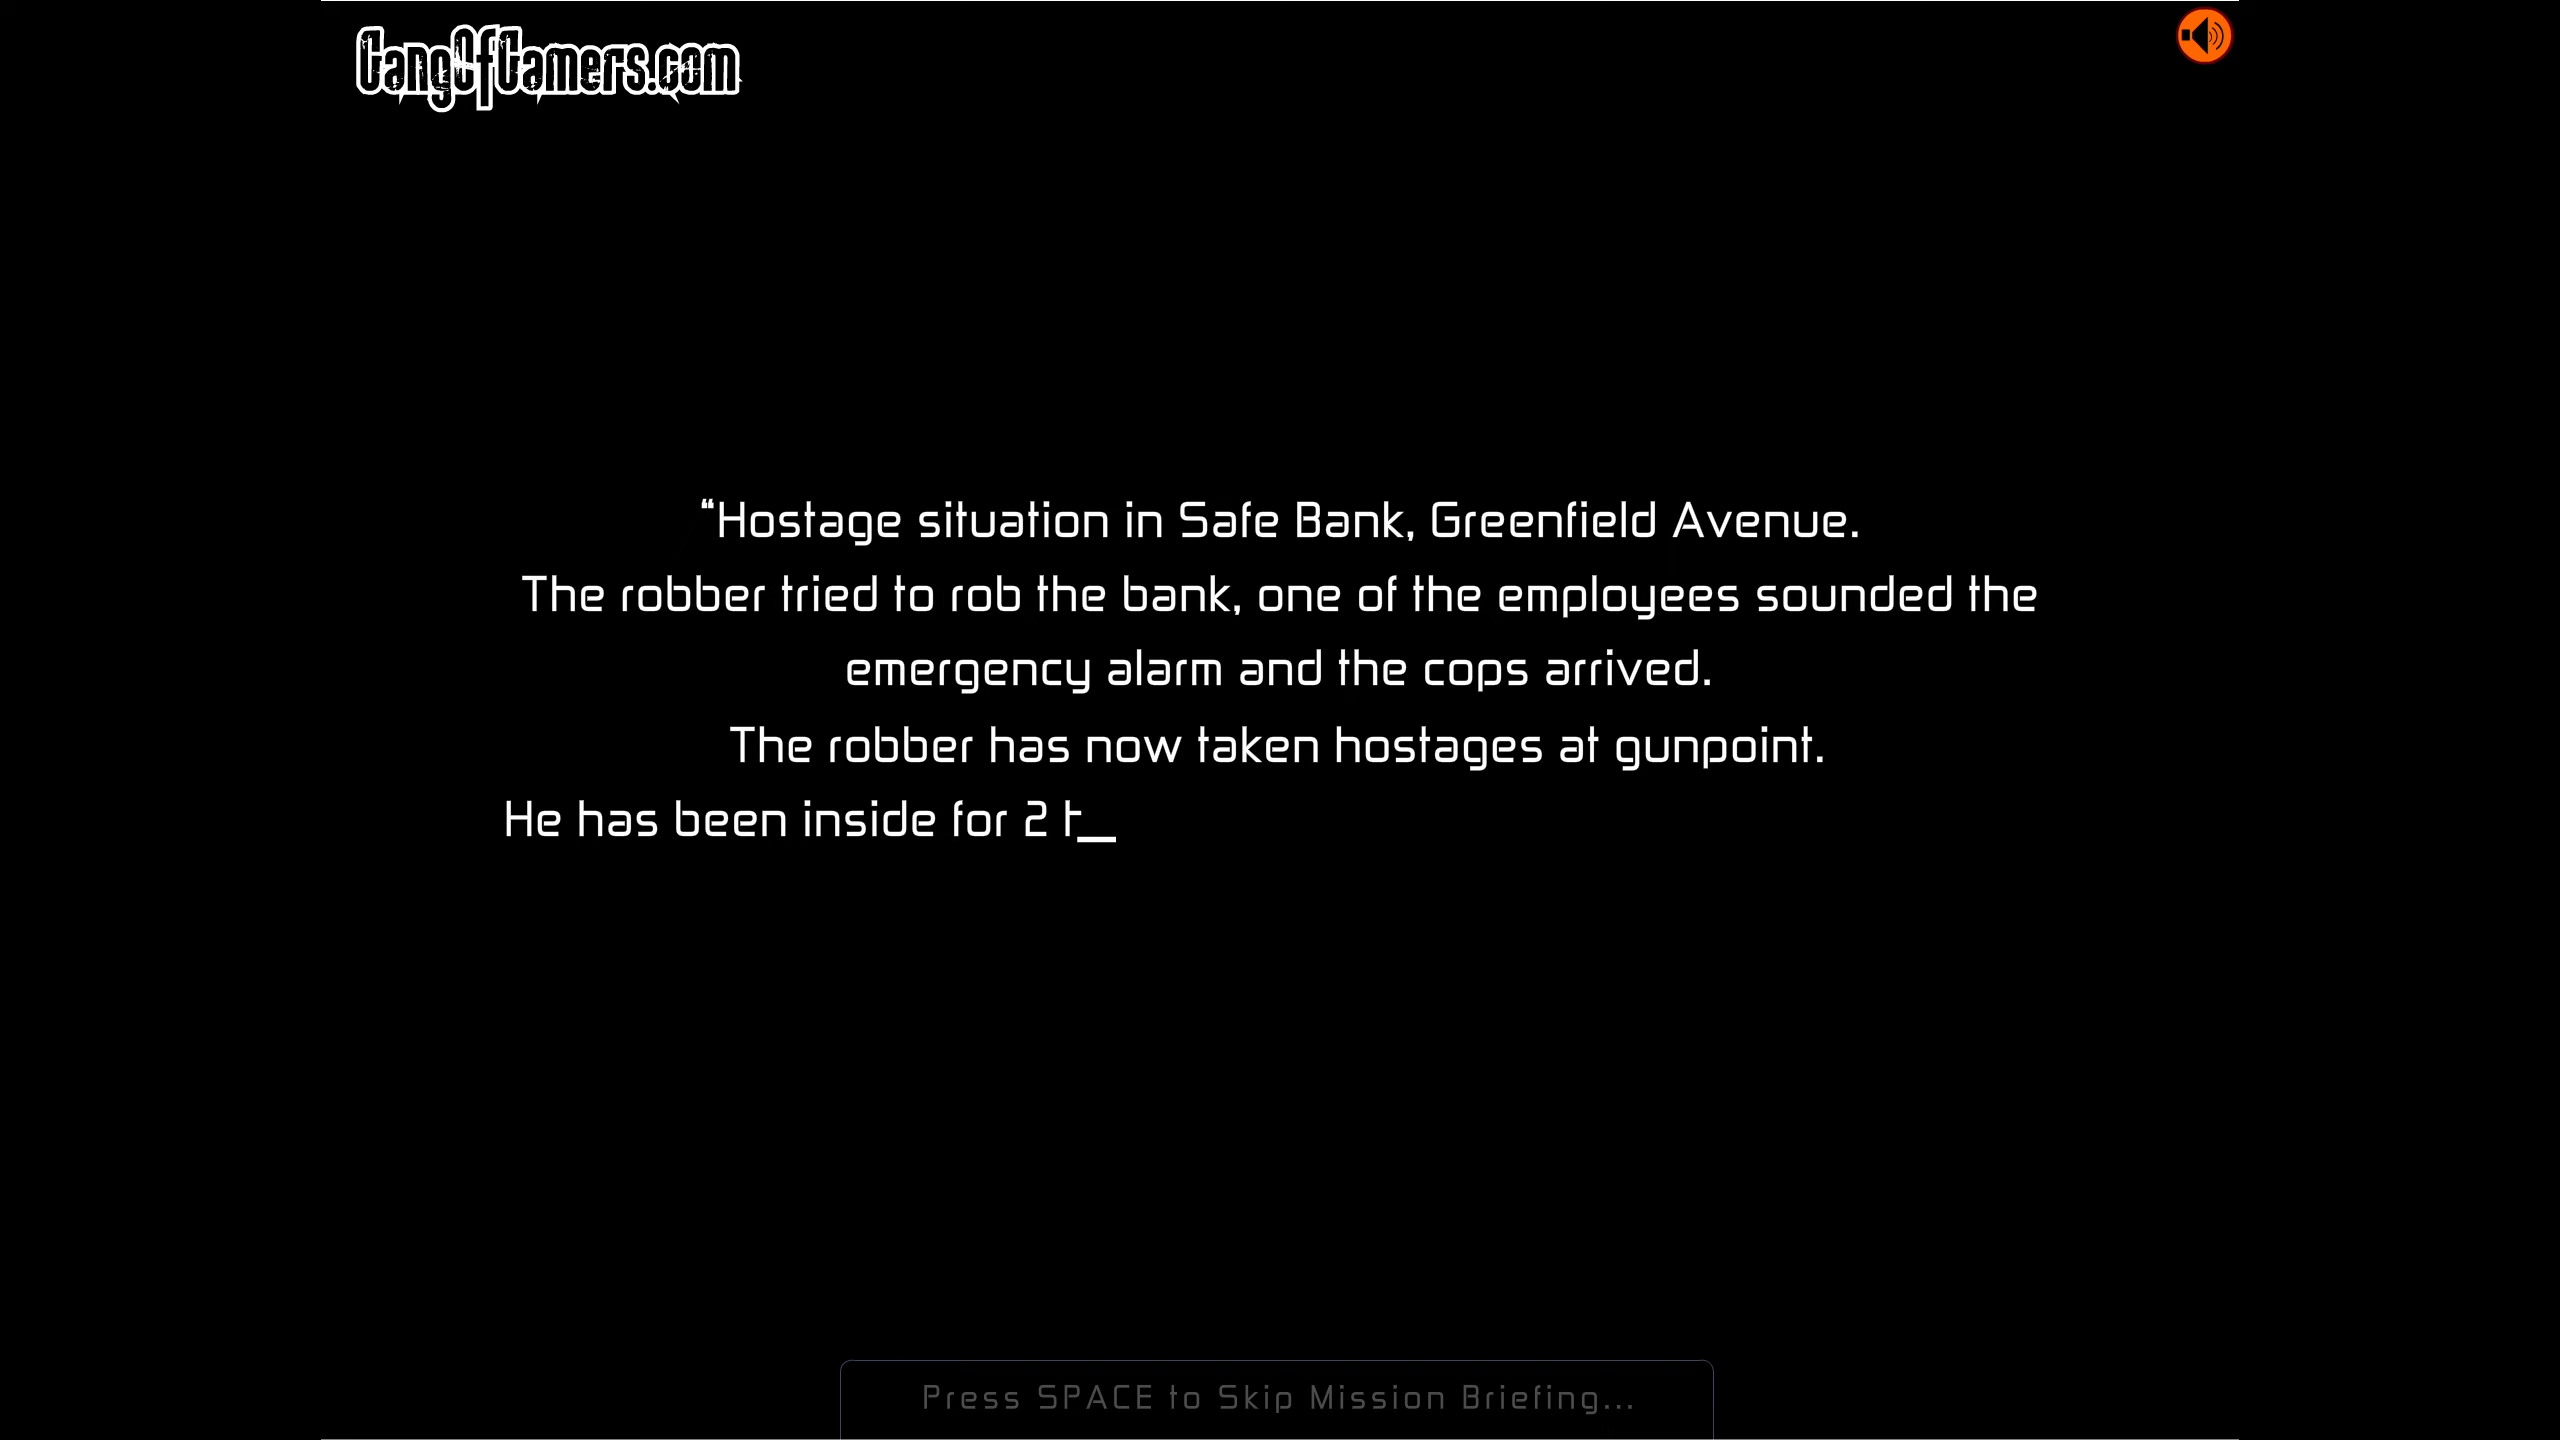 GangOfGamers.com
“Hostage situation in Safe Bank, Greenfield Avenue.
The robber tried to rob the bank, one of the employees sounded the
emergency alarm and the cops arrived.
The robber has now taken hostages at gunpoint.
He has been inside for 2 t_
Press SPACE to Skip Mission Briefing...